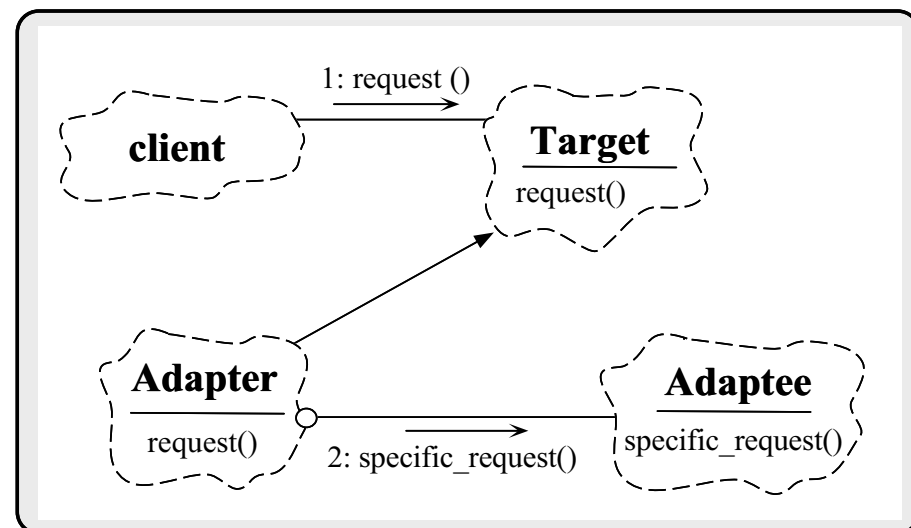 1: request ()
client
Target
request()
Adapter
request()
2: specific_request()
Adaptee
specific_request()